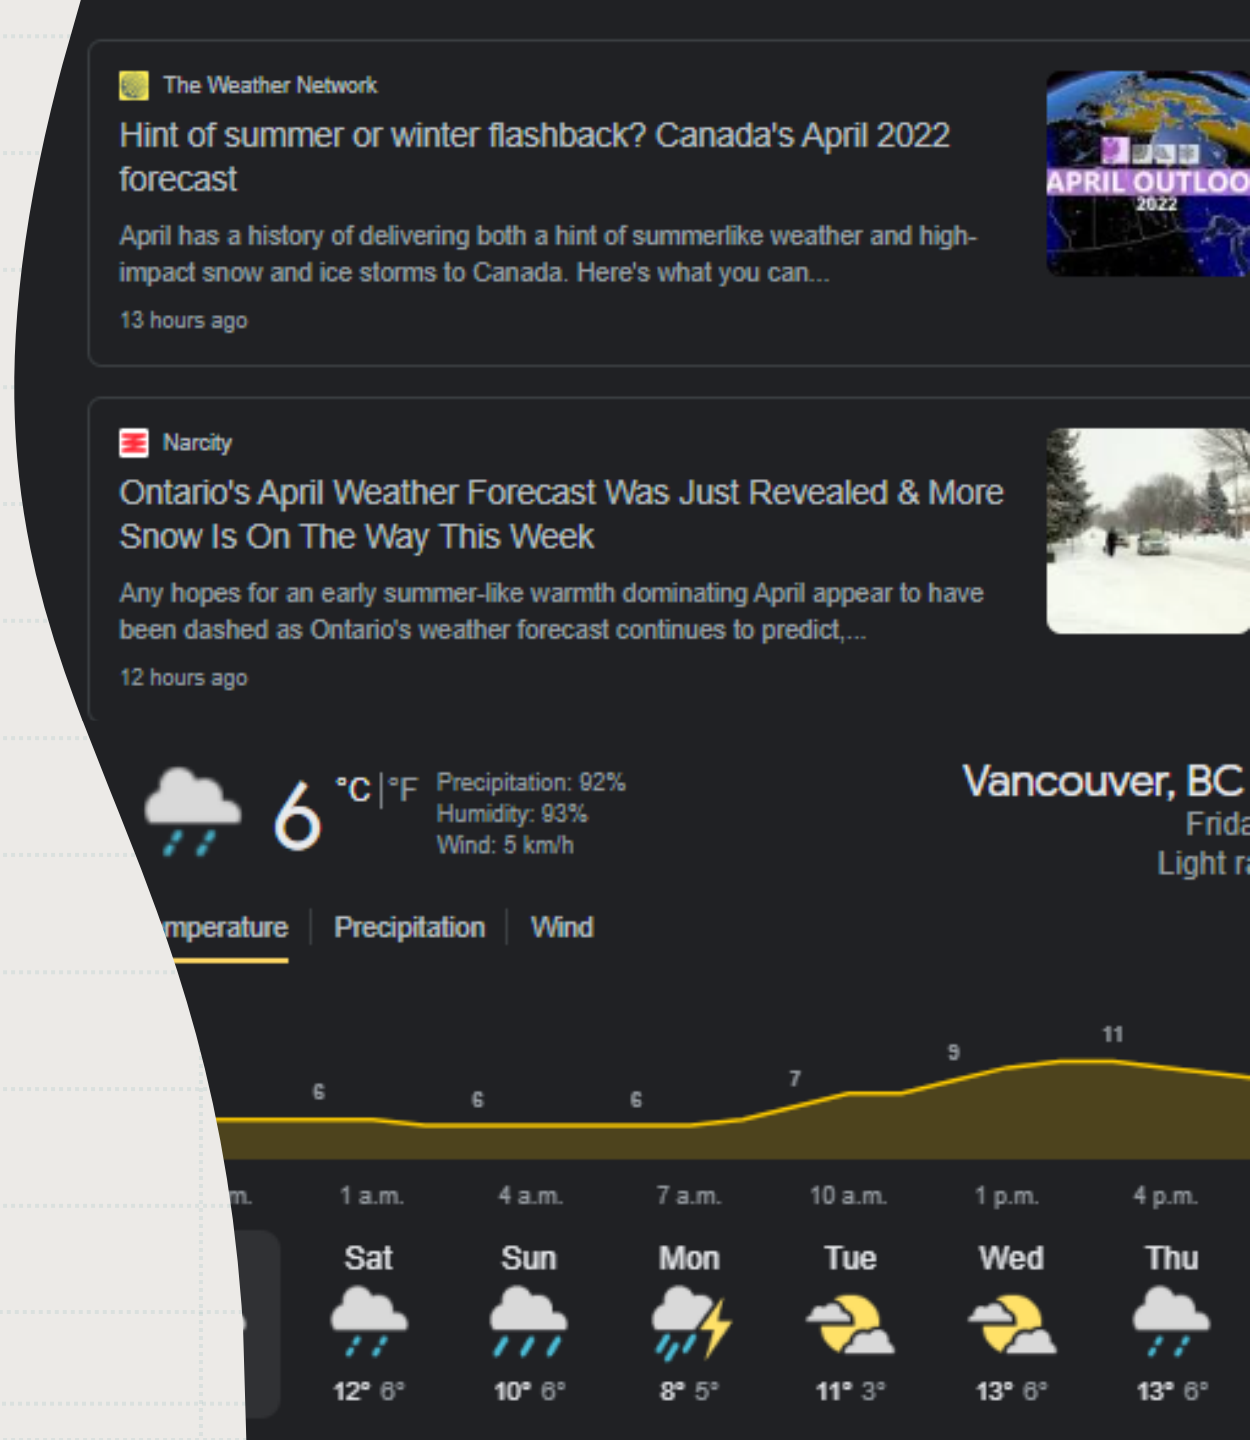 The Weather Network
Hint of summer or winter flashback? Canada's April 2022
forecast
April has a history of delivering both a hint of summerlike weather and high-
impact snow and ice storms to Canada. Here's what you can...
13 hours ago
APRIL OUTLOO
2022
Narcity
Ontario's April Weather Forecast Was Just Revealed & More
Snow Is On The Way This Week
Any hopes for an early summer-like warmth dominating April appear to have
been dashed as Ontario's weather forecast continues to predict,...
12 hours ago
6 °C | °F
Precipitation: 92%
Humidity: 93%
Wind: 5 km/h
Vancouver, BC
Frida
Light ra
mperature | Precipitation | Wind
6 6 6 7 9 11
m. 1 a.m. 4 a.m. 7 a.m. 10 a.m. 1 p.m. 4 p.m.
Sat Sun Mon Tue Wed Thu
12° 6° 10° 6° 8° 5° 11° 3° 13° 6° 13° 6°